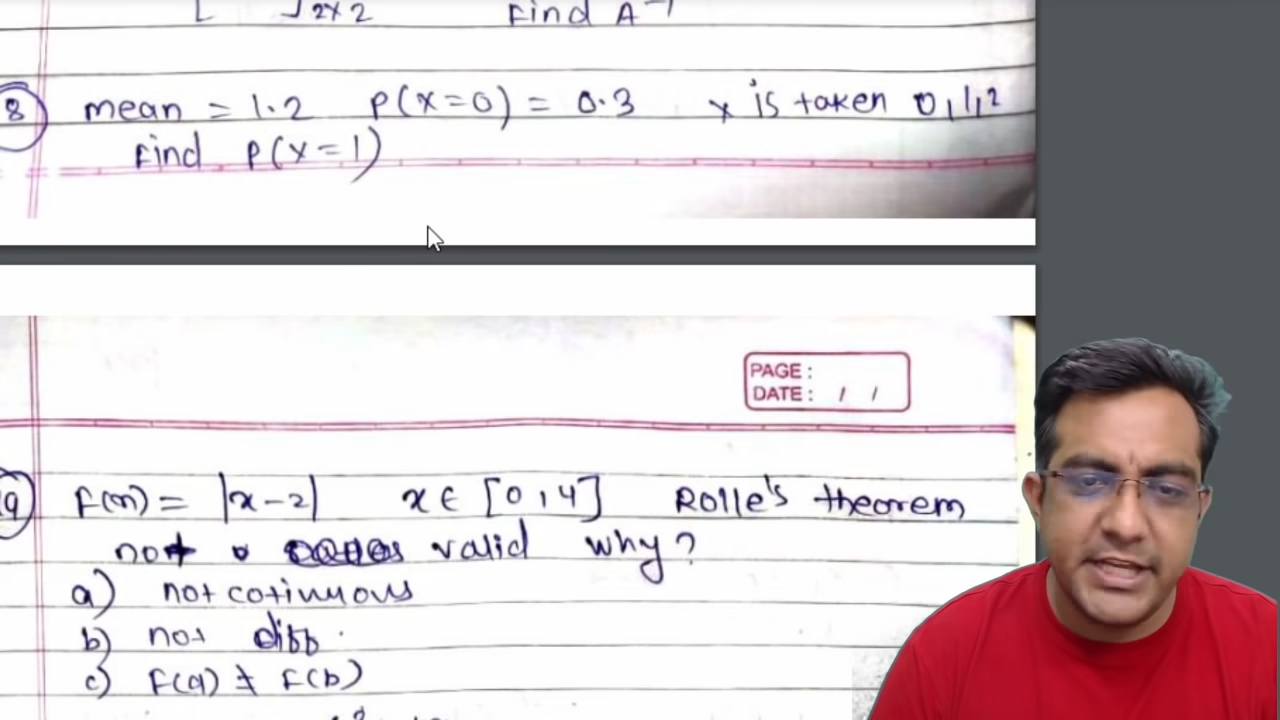 2x2 Find A⁻¹
8 mean = 1.2 P(x=0) = 0.3 x is taken 0,1,2
Find P(x=1)
PAGE:
DATE: / /
9 F(n) = |x-2| x ∈ [0,4] Rolle's theorem
not valid why?
a) not cotinuous
b) not diff.
c) F(a) ≠ F(b)